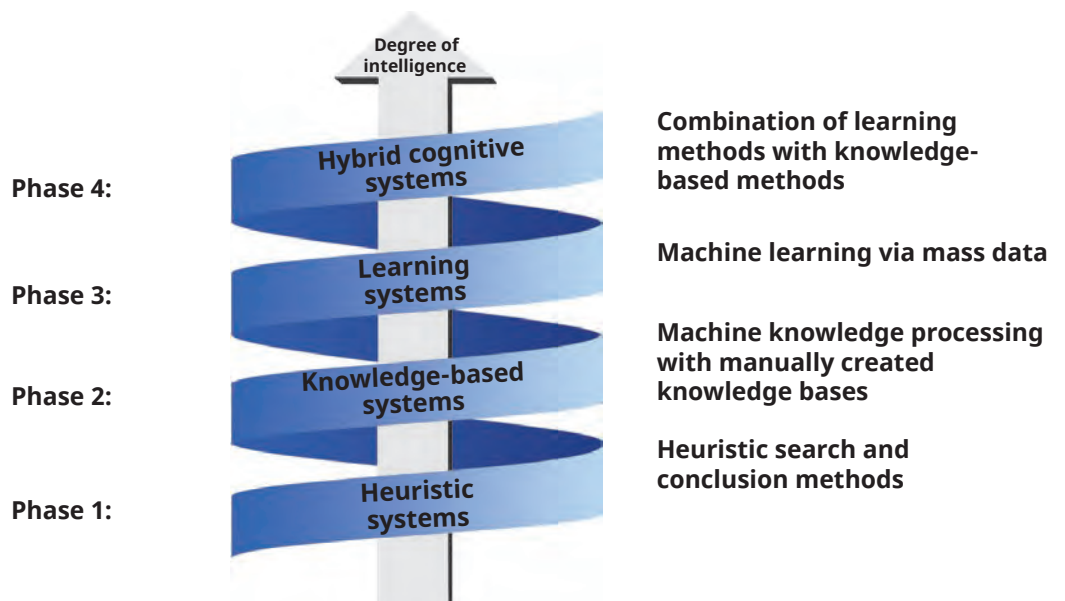 Degree of
intelligence
Phase 4:
Hybrid cognitive
systems
Combination of learning
methods with knowledge-
based methods
Phase 3:
Learning
systems
Machine learning via mass data
Phase 2:
Knowledge-based
systems
Machine knowledge processing
with manually created
knowledge bases
Phase 1:
Heuristic
systems
Heuristic search and
conclusion methods